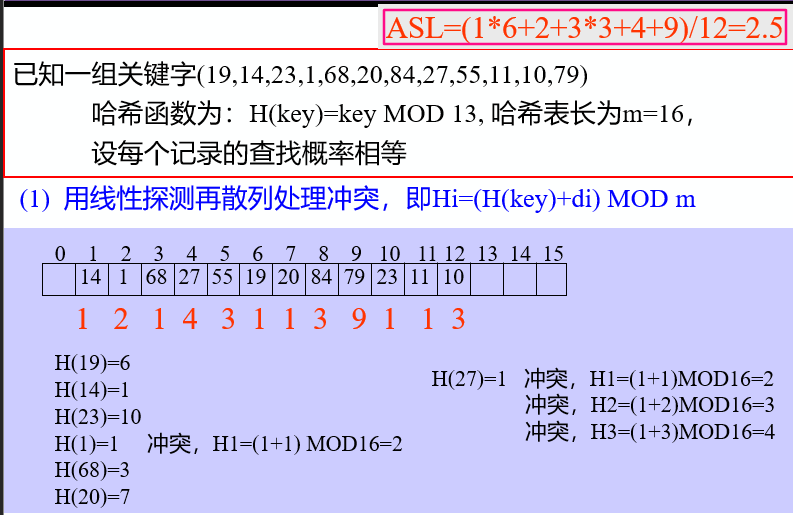 ASL=(1*6+2+3*3+4+9)/12=2.5
已知一组关键字(19,14,23,1,68,20,84,27,55,11,10,79)
哈希函数为：H(key)=key MOD 13, 哈希表长为m=16，
设每个记录的查找概率相等
(1) 用线性探测再散列处理冲突，即Hi=(H(key)+di) MOD m
0 1 2 3 4 5 6 7 8 9 10 11 12 13 14 15
14 1 68 27 55 19 20 84 79 23 11 10
1 2 1 4 3 1 1 3 9 1 1 3
H(19)=6
H(14)=1
H(23)=10
H(1)=1 冲突，H1=(1+1) MOD16=2
H(68)=3
H(20)=7
H(27)=1 冲突，H1=(1+1)MOD16=2
冲突，H2=(1+2)MOD16=3
冲突，H3=(1+3)MOD16=4